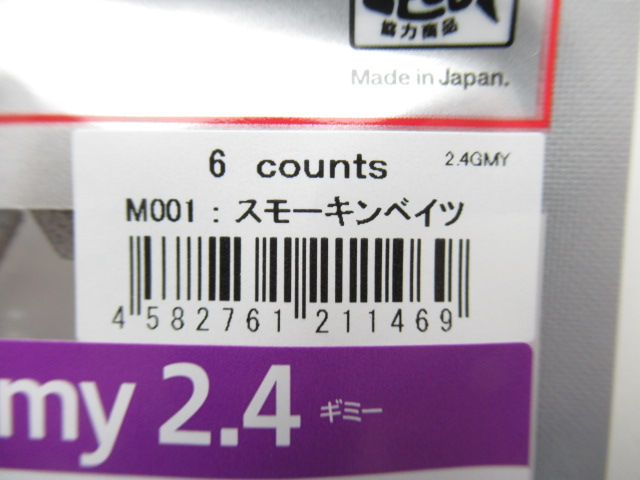 協力商品
Made in Japan.
6 counts 2.4GMY
M001：スモーキンベイツ
4 582761 211469
my 2.4 ギミー